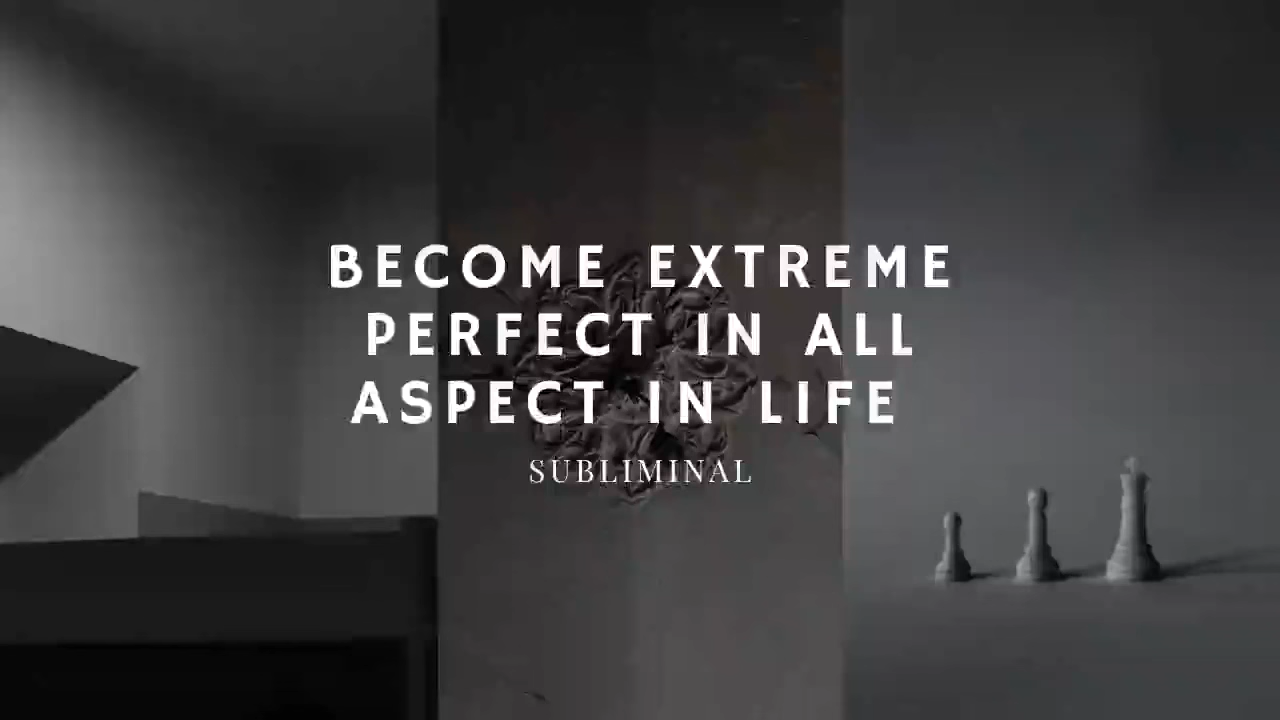 BECOME EXTREME
PERFECT IN ALL
ASPECT IN LIFE
SUBLIMINAL